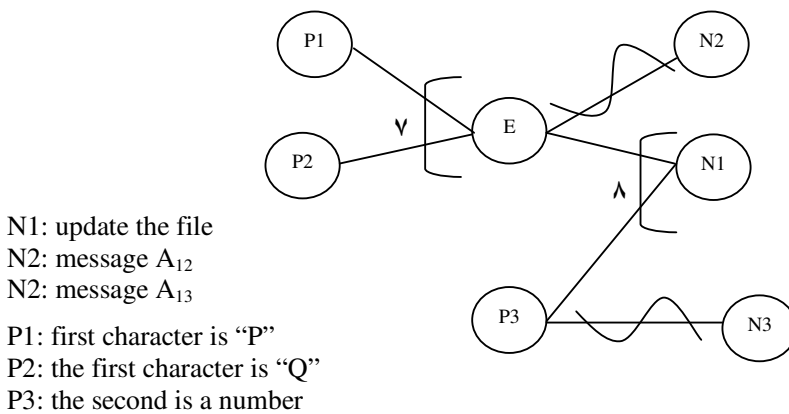 P1
N2
٧
E
P2
N1
٨
N1: update the file
N2: message A₁₂
N2: message A₁₃
P3
N3
P1: first character is “P”
P2: the first character is “Q”
P3: the second is a number